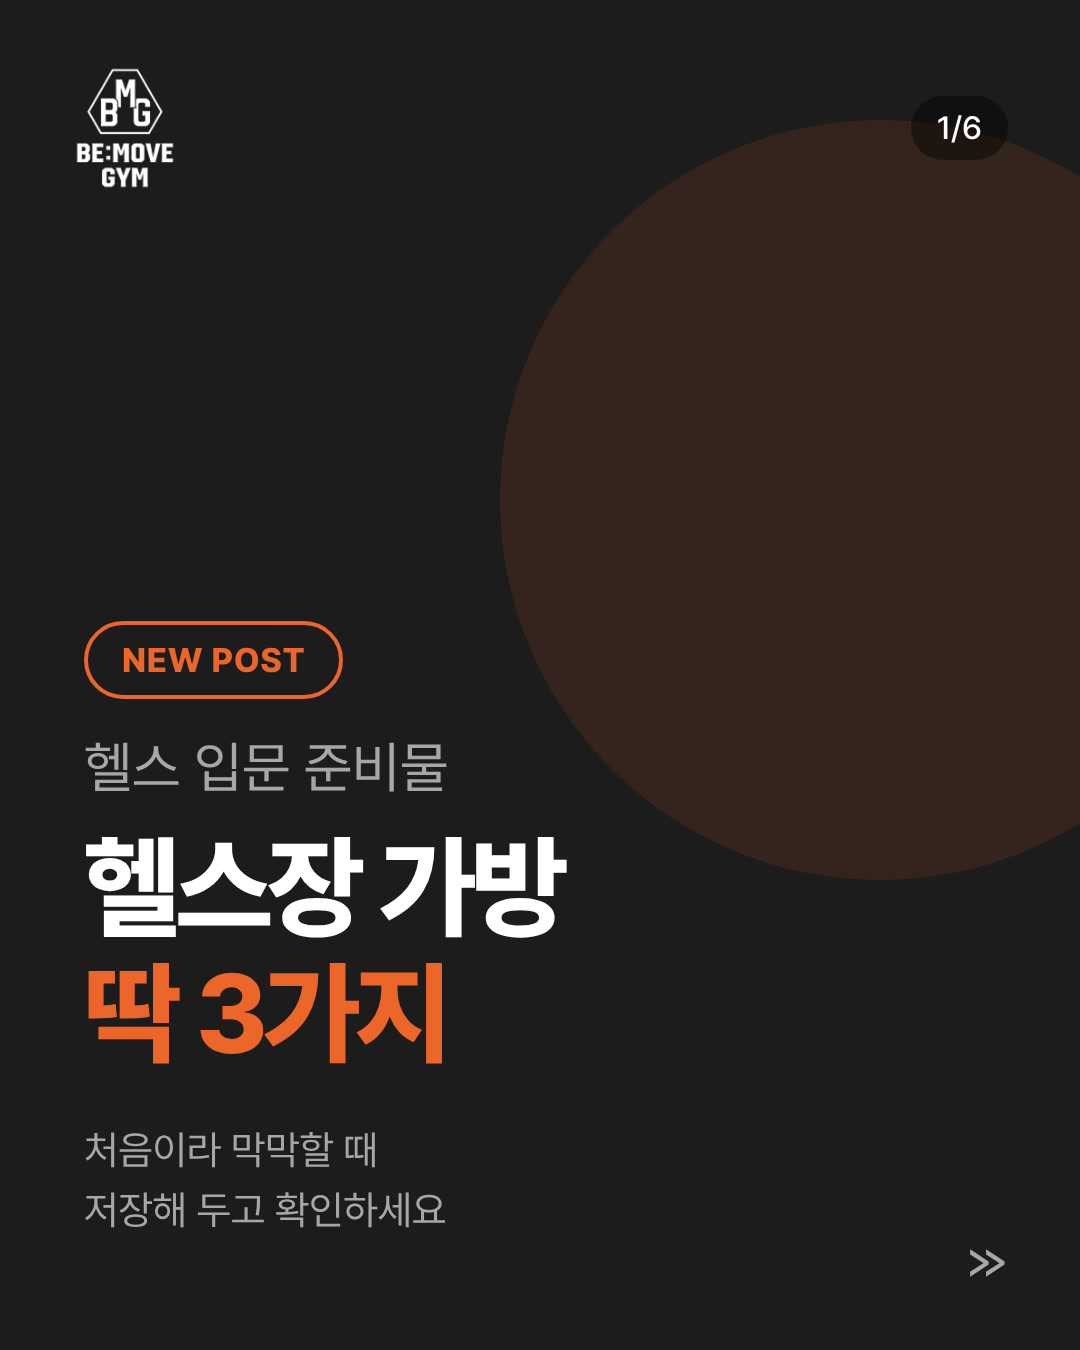 BMG
BE:MOVE
GYM
1/6
NEW POST
헬스 입문 준비물
헬스장 가방
딱 3가지
처음이라 막막할 때
저장해 두고 확인하세요